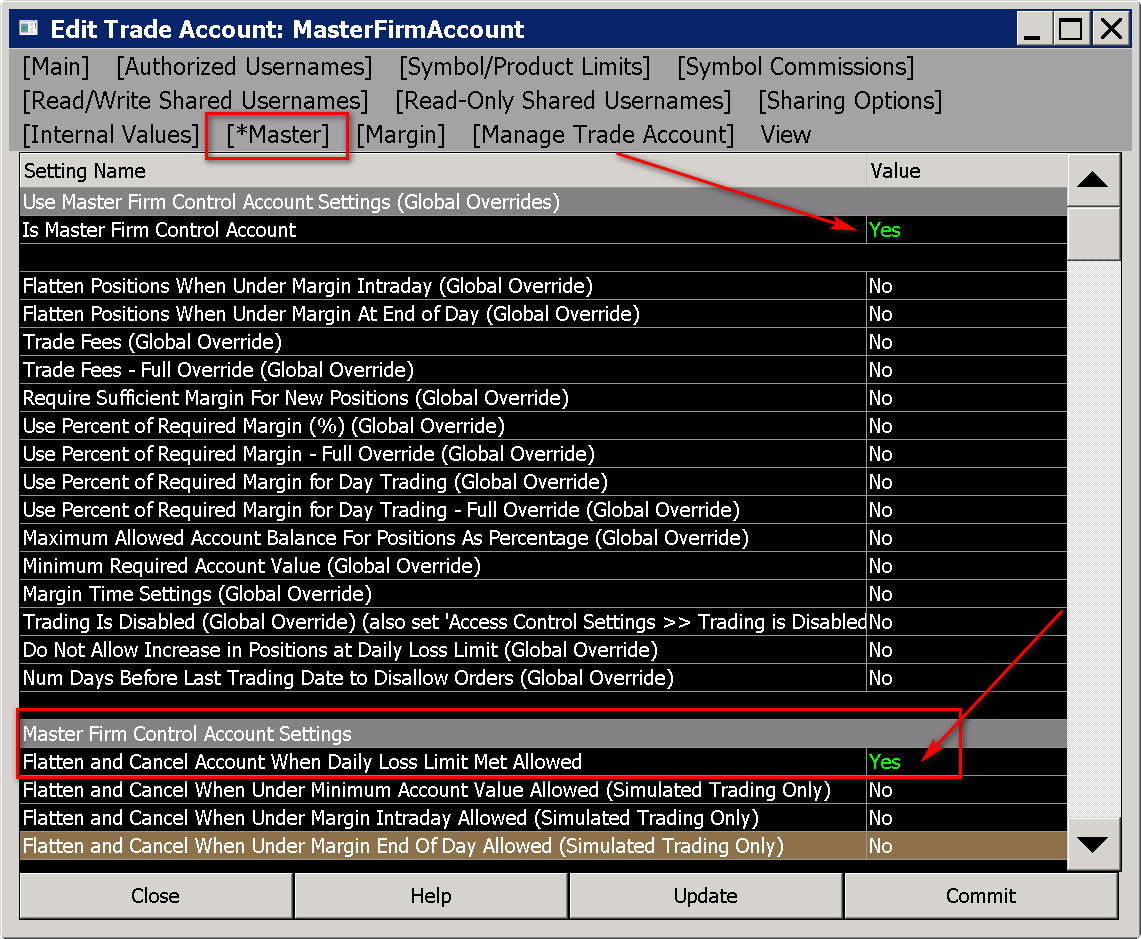 Edit Trade Account: MasterFirmAccount
[Main] [Authorized Usernames] [Symbol/Product Limits] [Symbol Commissions]
[Read/Write Shared Usernames] [Read-Only Shared Usernames] [Sharing Options]
[Internal Values] [*Master] [Margin] [Manage Trade Account] View
Setting Name Value
Use Master Firm Control Account Settings (Global Overrides)
Is Master Firm Control Account Yes
Flatten Positions When Under Margin Intraday (Global Override) No
Flatten Positions When Under Margin At End of Day (Global Override) No
Trade Fees (Global Override) No
Trade Fees - Full Override (Global Override) No
Require Sufficient Margin For New Positions (Global Override) No
Use Percent of Required Margin (%) (Global Override) No
Use Percent of Required Margin - Full Override (Global Override) No
Use Percent of Required Margin for Day Trading (Global Override) No
Use Percent of Required Margin for Day Trading - Full Override (Global Override) No
Maximum Allowed Account Balance For Positions As Percentage (Global Override) No
Minimum Required Account Value (Global Override) No
Margin Time Settings (Global Override) No
Trading Is Disabled (Global Override) (also set 'Access Control Settings >> Trading is Disabled No
Do Not Allow Increase in Positions at Daily Loss Limit (Global Override) No
Num Days Before Last Trading Date to Disallow Orders (Global Override) No
Master Firm Control Account Settings
Flatten and Cancel Account When Daily Loss Limit Met Allowed Yes
Flatten and Cancel When Under Minimum Account Value Allowed (Simulated Trading Only) No
Flatten and Cancel When Under Margin Intraday Allowed (Simulated Trading Only) No
Flatten and Cancel When Under Margin End Of Day Allowed (Simulated Trading Only) No
Close Help Update Commit